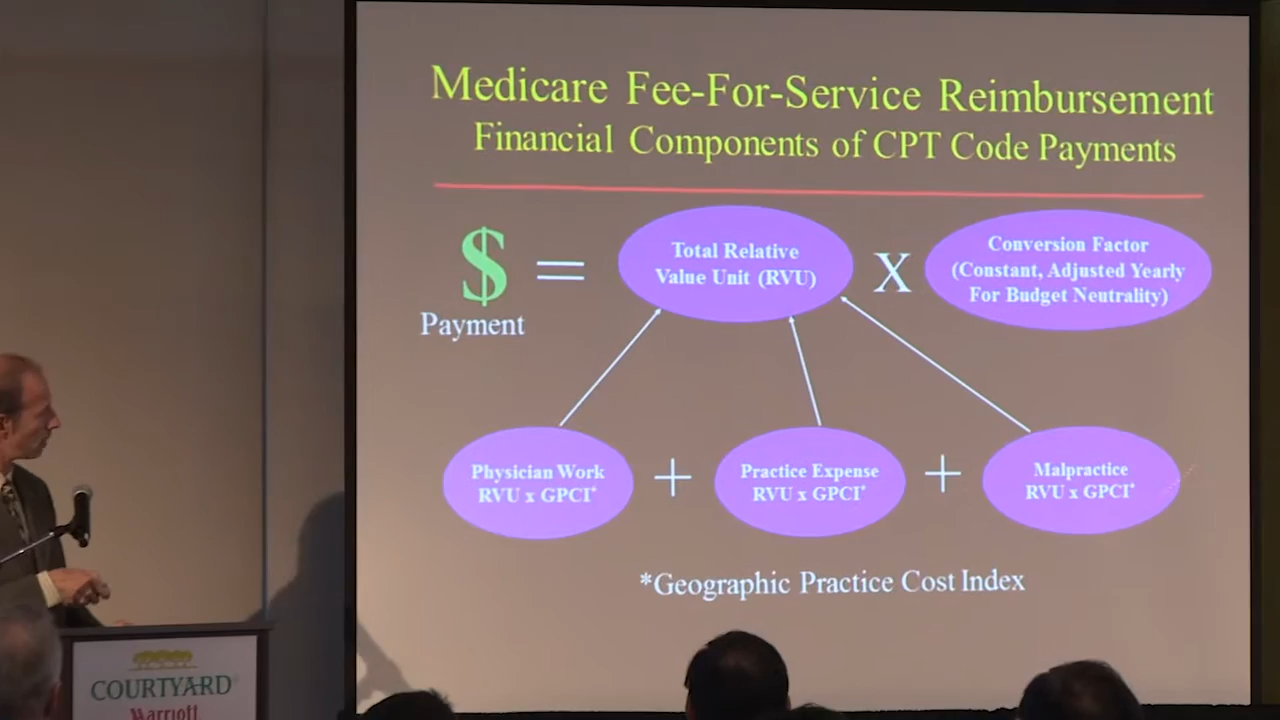 Medicare Fee-For-Service Reimbursement
Financial Components of CPT Code Payments
$
Payment
=
Total Relative
Value Unit (RVU)
X
Conversion Factor
(Constant, Adjusted Yearly
For Budget Neutrality)
Physician Work
RVU x GPCI*
+
Practice Expense
RVU x GPCI*
+
Malpractice
RVU x GPCI*
*Geographic Practice Cost Index
COURTYARD®
Marriott